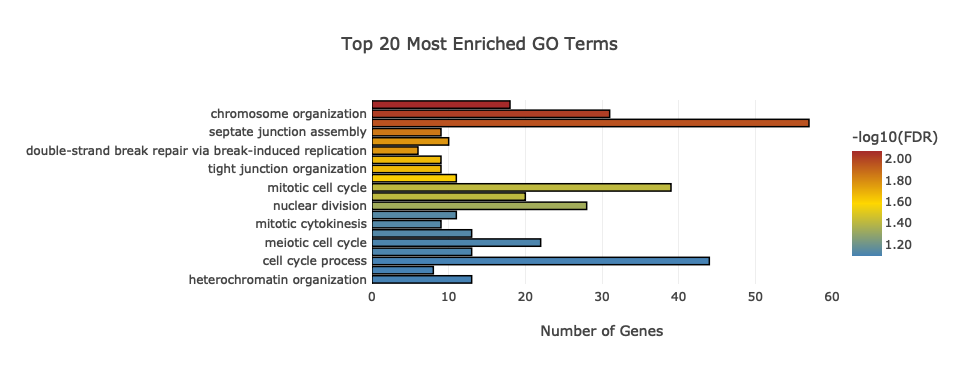 Top 20 Most Enriched GO Terms
chromosome organization
septate junction assembly
double-strand break repair via break-induced replication
tight junction organization
mitotic cell cycle
nuclear division
mitotic cytokinesis
meiotic cell cycle
cell cycle process
heterochromatin organization
0 10 20 30 40 50 60
Number of Genes
-log10(FDR)
2.00
1.80
1.60
1.40
1.20